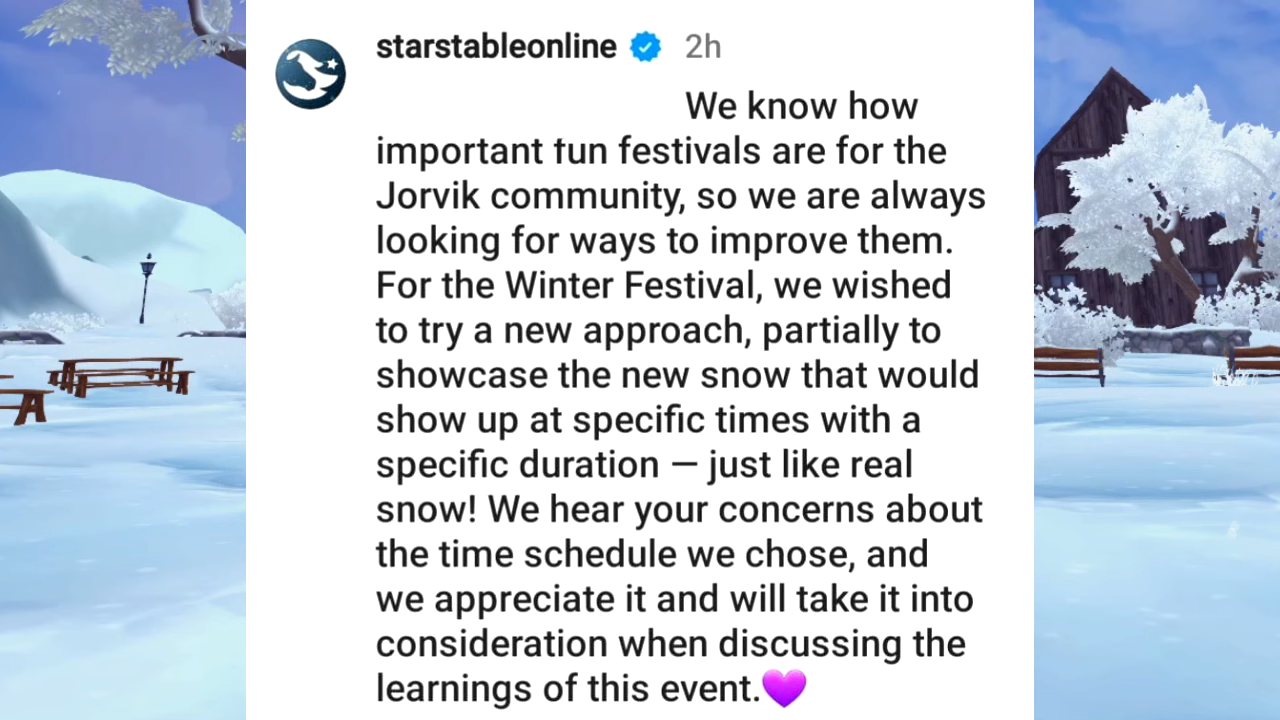 starstableonline 2h
We know how
important fun festivals are for the
Jorvik community, so we are always
looking for ways to improve them.
For the Winter Festival, we wished
to try a new approach, partially to
showcase the new snow that would
show up at specific times with a
specific duration — just like real
snow! We hear your concerns about
the time schedule we chose, and
we appreciate it and will take it into
consideration when discussing the
learnings of this event.💜